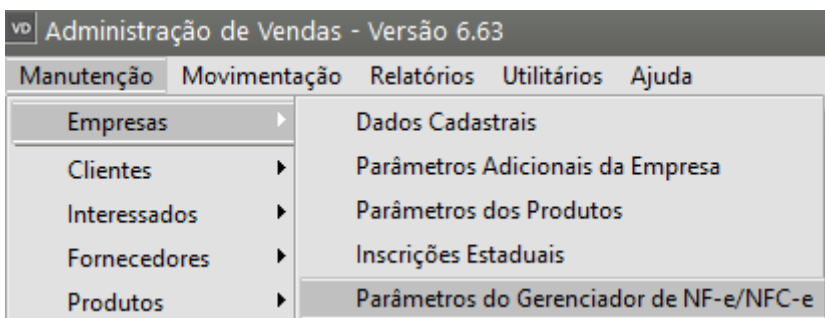 VD Administração de Vendas - Versão 6.63
Manutenção Movimentação Relatórios Utilitários Ajuda
Empresas Dados Cadastrais
Clientes Parâmetros Adicionais da Empresa
Interessados Parâmetros dos Produtos
Fornecedores Inscrições Estaduais
Produtos Parâmetros do Gerenciador de NF-e/NFC-e